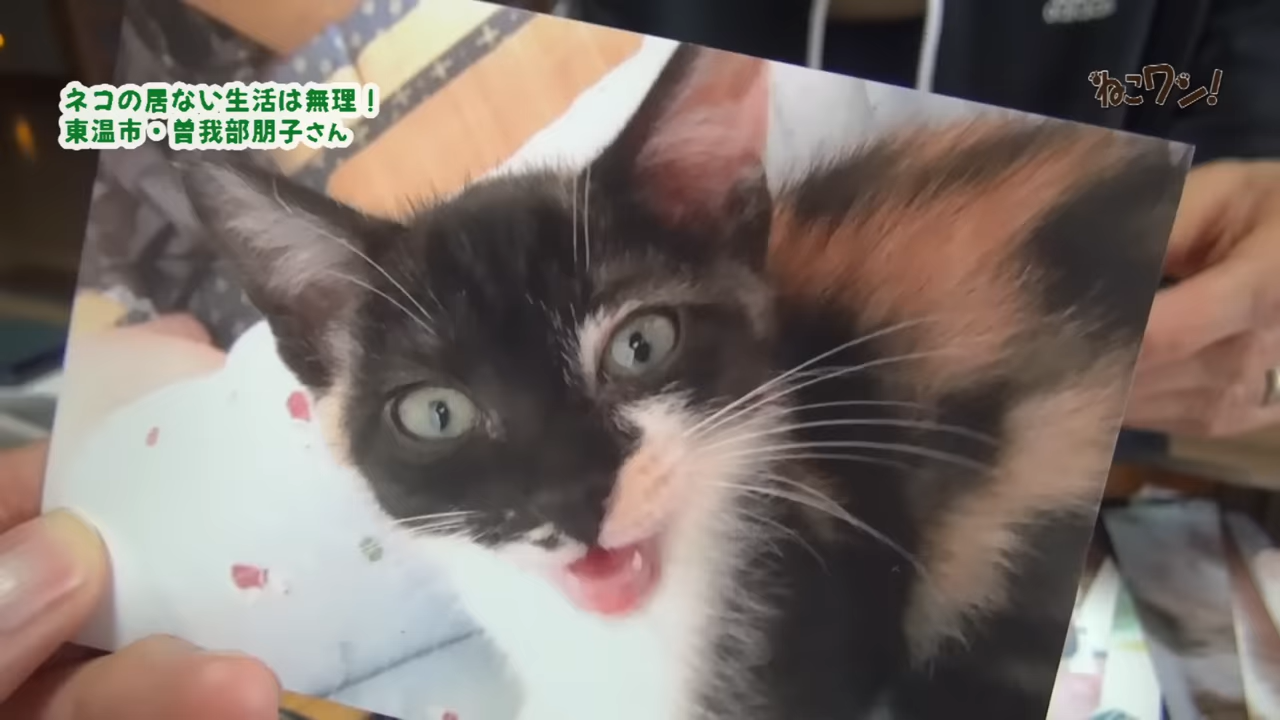 ネコの居ない生活は無理！
東温市・曽我部朋子さん
ねこワン！